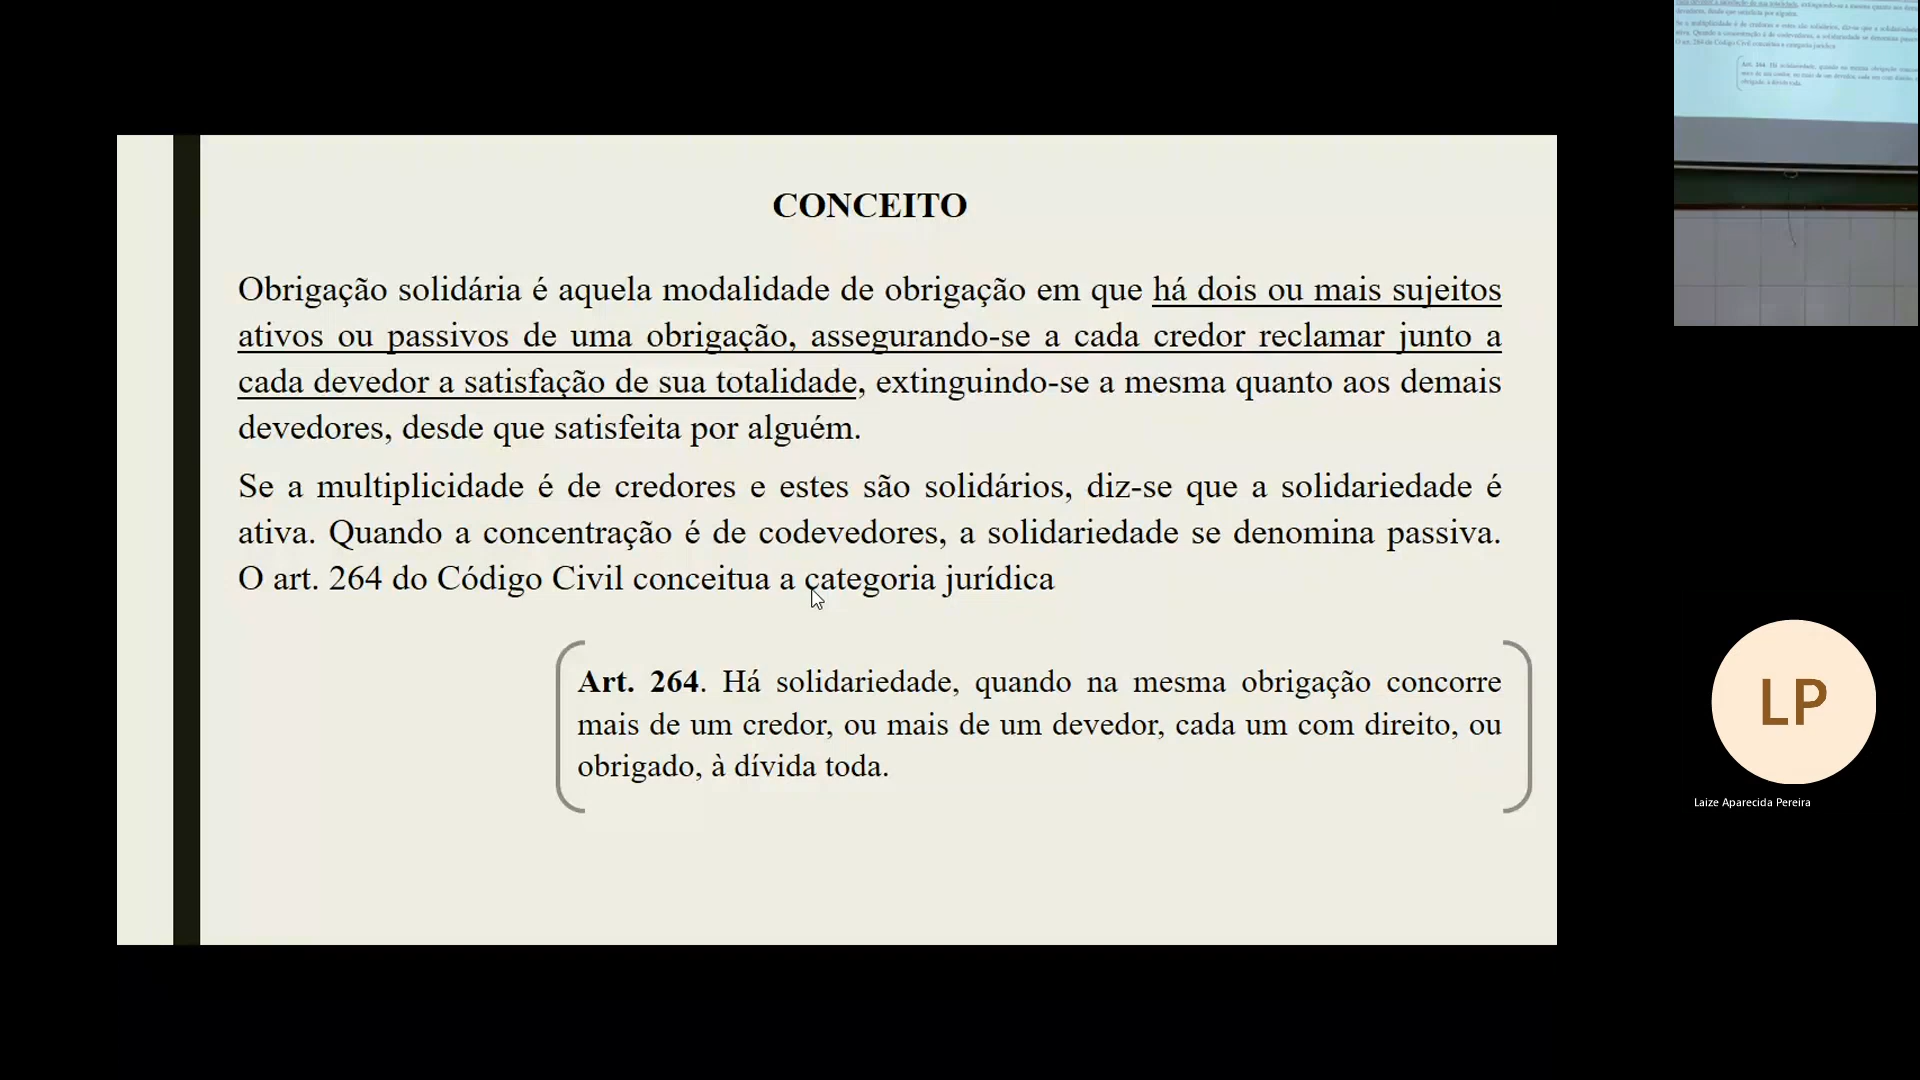 CONCEITO
Obrigação solidária é aquela modalidade de obrigação em que há dois ou mais sujeitos
ativos ou passivos de uma obrigação, assegurando-se a cada credor reclamar junto a
cada devedor a satisfação de sua totalidade, extinguindo-se a mesma quanto aos demais
devedores, desde que satisfeita por alguém.
Se a multiplicidade é de credores e estes são solidários, diz-se que a solidariedade é
ativa. Quando a concentração é de codevedores, a solidariedade se denomina passiva.
O art. 264 do Código Civil conceitua a categoria jurídica
Art. 264. Há solidariedade, quando na mesma obrigação concorre
mais de um credor, ou mais de um devedor, cada um com direito, ou
obrigado, à dívida toda.
LP
Laize Aparecida Pereira